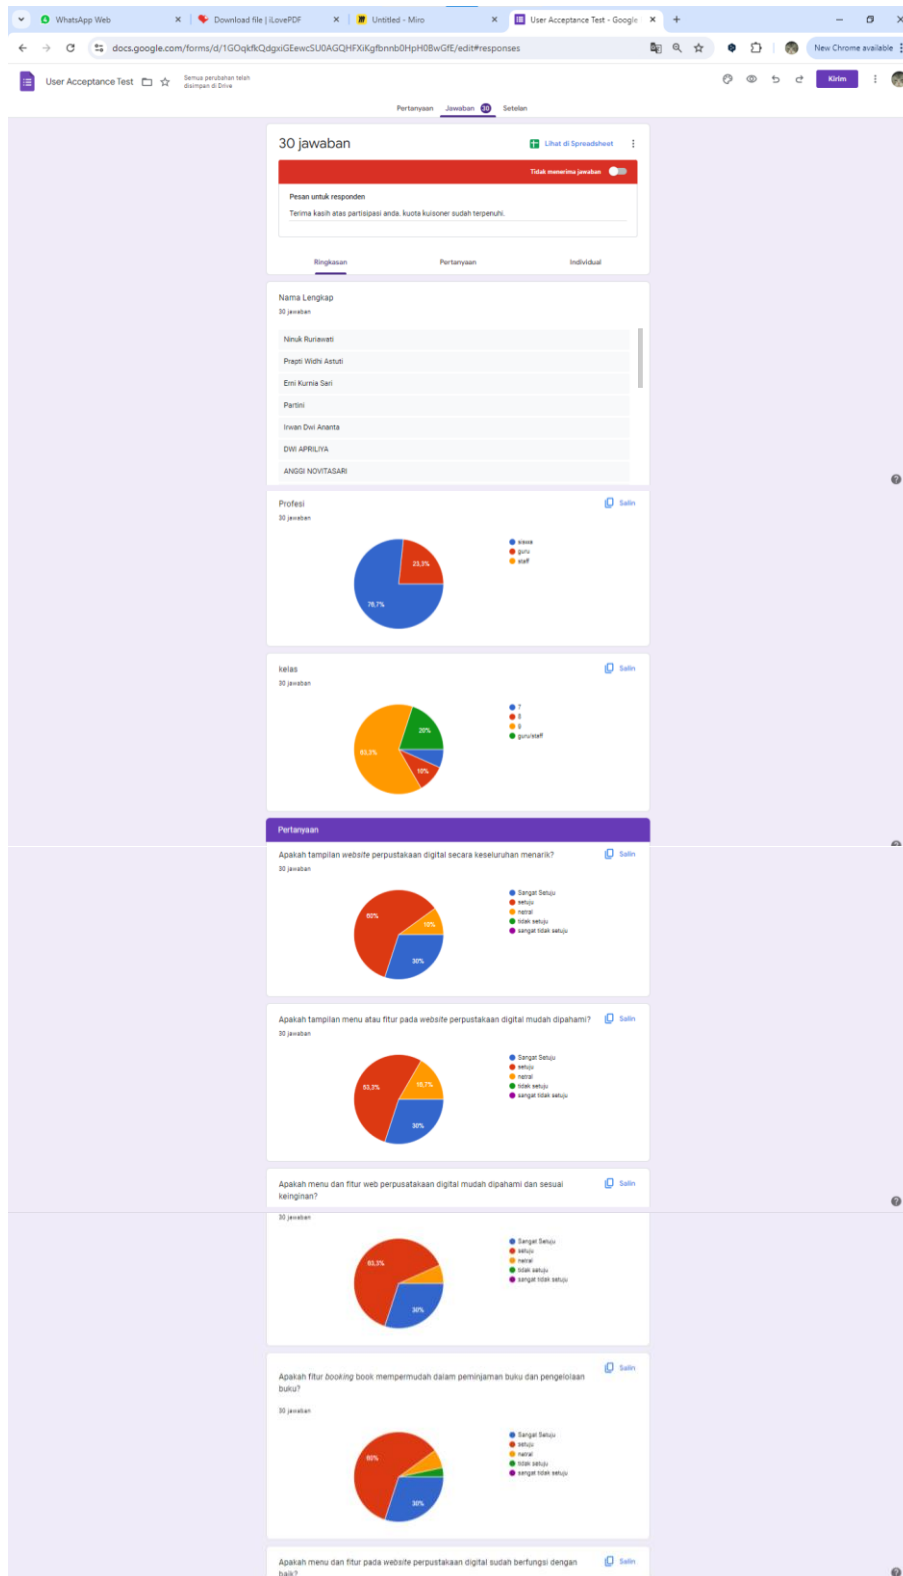 WhatsApp Web
Download file | iLovePDF
Untitled - Miro
User Acceptance Test - Google
docs.google.com/forms/d/1GOqkfkQdgxiGEewcSU0AGQHFXiKgfbnnb0HpH0BwGfE/edit#responses
New Chrome available
User Acceptance Test
Semua perubahan telah
disimpan di Drive
Kirim
Pertanyaan Jawaban 30 Setelan
30 jawaban
Lihat di Spreadsheet
Tidak menerima jawaban
Pesan untuk responden
Terima kasih atas partisipasi anda, kuota kuisoner sudah terpenuhi.
Ringkasan Pertanyaan Individual
Nama Lengkap
30 jawaban
Ninuk Ruriawati
Prapti Widhi Astuti
Erni Kurnia Sari
Partini
Irwan Dwi Ananta
DWI APRILIYA
ANGGI NOVITASARI
Profesi
Salin
30 jawaban
siswa
guru
staff
23,3%
76,7%
kelas
Salin
30 jawaban
7
8
guru/staff
20%
63,3%
10%
Pertanyaan
Apakah tampilan website perpustakaan digital secara keseluruhan menarik?
Salin
30 jawaban
Sangat Setuju
setuju
netral
tidak setuju
sangat tidak setuju
60%
10%
30%
Apakah tampilan menu atau fitur pada website perpustakaan digital mudah dipahami?
Salin
30 jawaban
Sangat Setuju
setuju
netral
tidak setuju
sangat tidak setuju
53,3%
16,7%
30%
Apakah menu dan fitur web perpusatakaan digital mudah dipahami dan sesuai
keinginan?
Salin
30 jawaban
Sangat Setuju
setuju
netral
tidak setuju
sangat tidak setuju
63,3%
30%
Apakah fitur booking book mempermudah dalam peminjaman buku dan pengelolaan
buku?
Salin
30 jawaban
Sangat Setuju
setuju
netral
tidak setuju
sangat tidak setuju
60%
30%
Apakah menu dan fitur pada website perpustakaan digital sudah berfungsi dengan
baik?
Salin